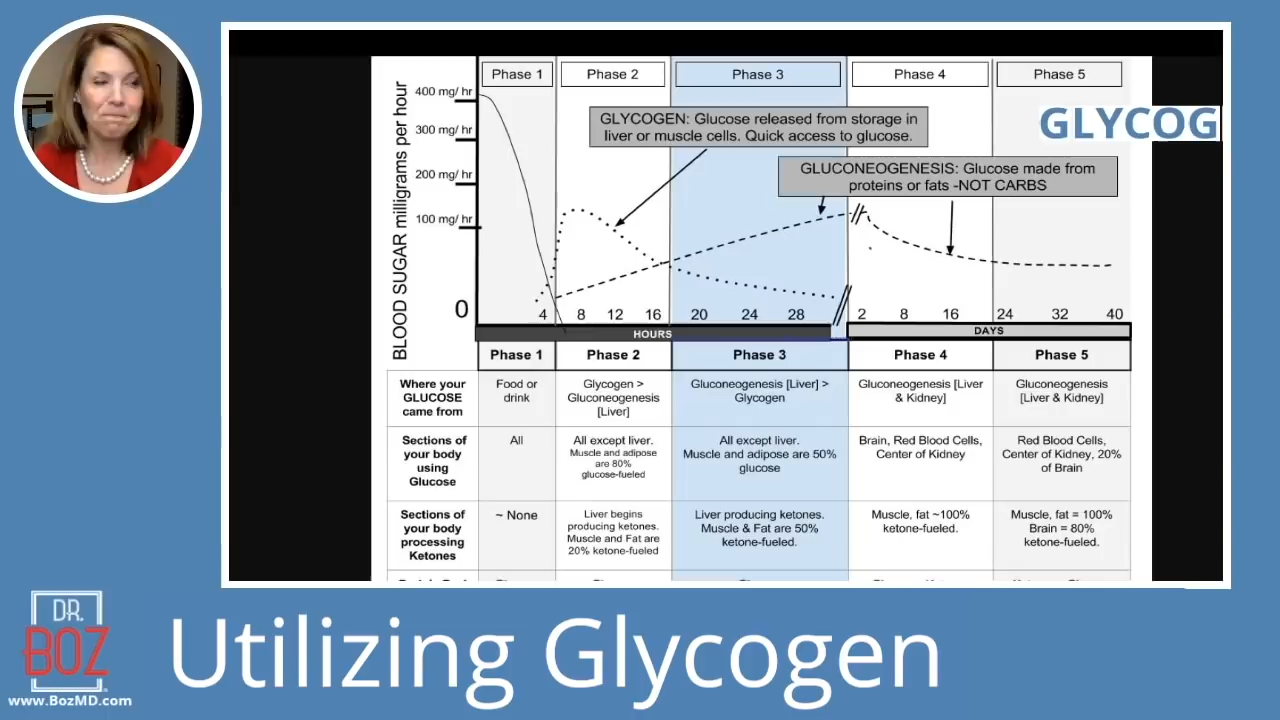 Phase 1
Phase 2
Phase 3
Phase 4
Phase 5
BLOOD SUGAR milligrams per hour
400 mg/ hr
300 mg/ hr
200 mg/ hr
100 mg/ hr
0
GLYCOGEN: Glucose released from storage in
liver or muscle cells. Quick access to glucose.
GLYCOG
GLUCONEOGENESIS: Glucose made from
proteins or fats -NOT CARBS
4 8 12 16 20 24 28 2 8 16 24 32 40
HOURS
DAYS
Phase 1
Phase 2
Phase 3
Phase 4
Phase 5
Where your
GLUCOSE
came from
Food or
drink
Glycogen >
Gluconeogenesis
[Liver]
Gluconeogenesis [Liver] >
Glycogen
Gluconeogenesis [Liver
& Kidney]
Gluconeogenesis
[Liver & Kidney]
Sections of
your body
using
Glucose
All
All except liver.
Muscle and adipose
are 80%
glucose-fueled
All except liver.
Muscle and adipose are 50%
glucose
Brain, Red Blood Cells,
Center of Kidney
Red Blood Cells,
Center of Kidney, 20%
of Brain
Sections of
your body
processing
Ketones
~ None
Liver begins
producing ketones.
Muscle and Fat are
20% ketone-fueled
Liver producing ketones.
Muscle & Fat are 50%
ketone-fueled.
Muscle, fat ~100%
ketone-fueled.
Muscle, fat = 100%
Brain = 80%
ketone-fueled.
DR.
BOZ
www.BozMD.com
Utilizing Glycogen